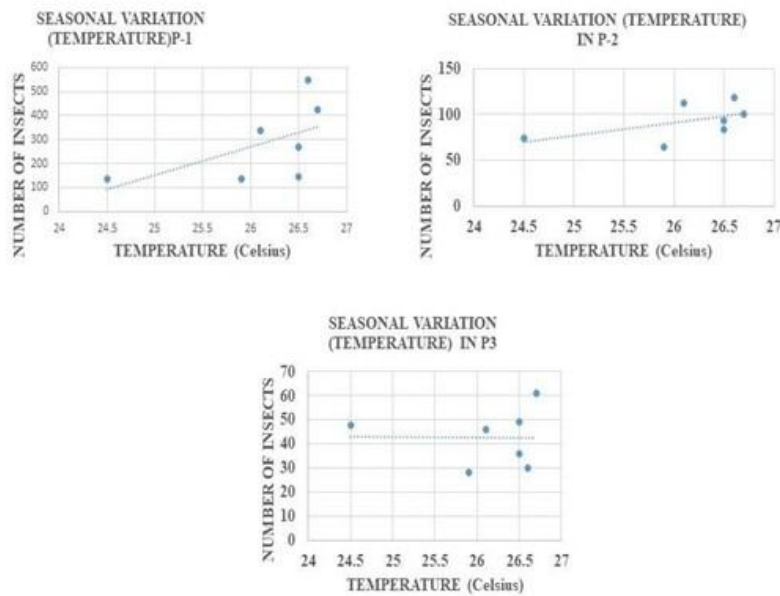 SEASONAL VARIATION
(TEMPERATURE)P-1
NUMBER OF INSECTS
600
500
400
300
200
100
0
24 24.5 25 25.5 26 26.5 27
TEMPERATURE (Celsius)
SEASONAL VARIATION (TEMPERATURE)
IN P-2
NUMBER OF INSECTS
150
100
50
0
24 24.5 25 25.5 26 26.5 27
TEMPERATURE (Celsius)
SEASONAL VARIATION
(TEMPERATURE) IN P3
NUMBER OF INSECTS
70
60
50
40
30
20
10
0
24 24.5 25 25.5 26 26.5 27
TEMPERATURE (Celsius)